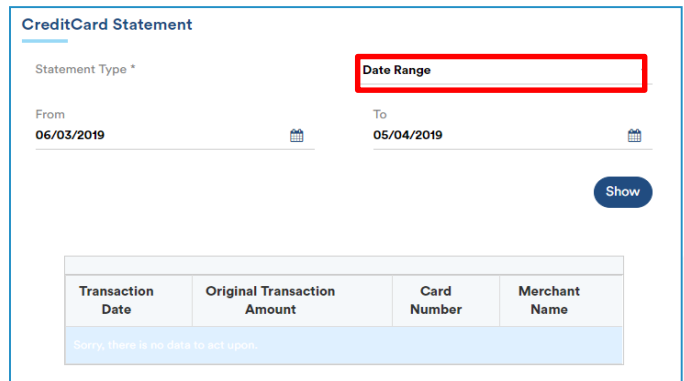 CreditCard Statement
Statement Type *
Date Range
From
To
06/03/2019
05/04/2019
Show
Transaction Date
Original Transaction Amount
Card Number
Merchant Name
Sorry, there is no data to act upon.